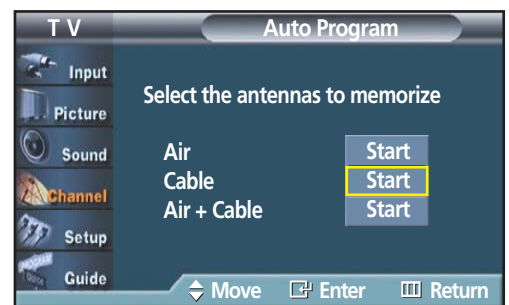 TV
Auto Program
Input
Picture
Sound
Channel
Setup
Guide
Select the antennas to memorize
Air Start
Cable Start
Air + Cable Start
Move Enter Return